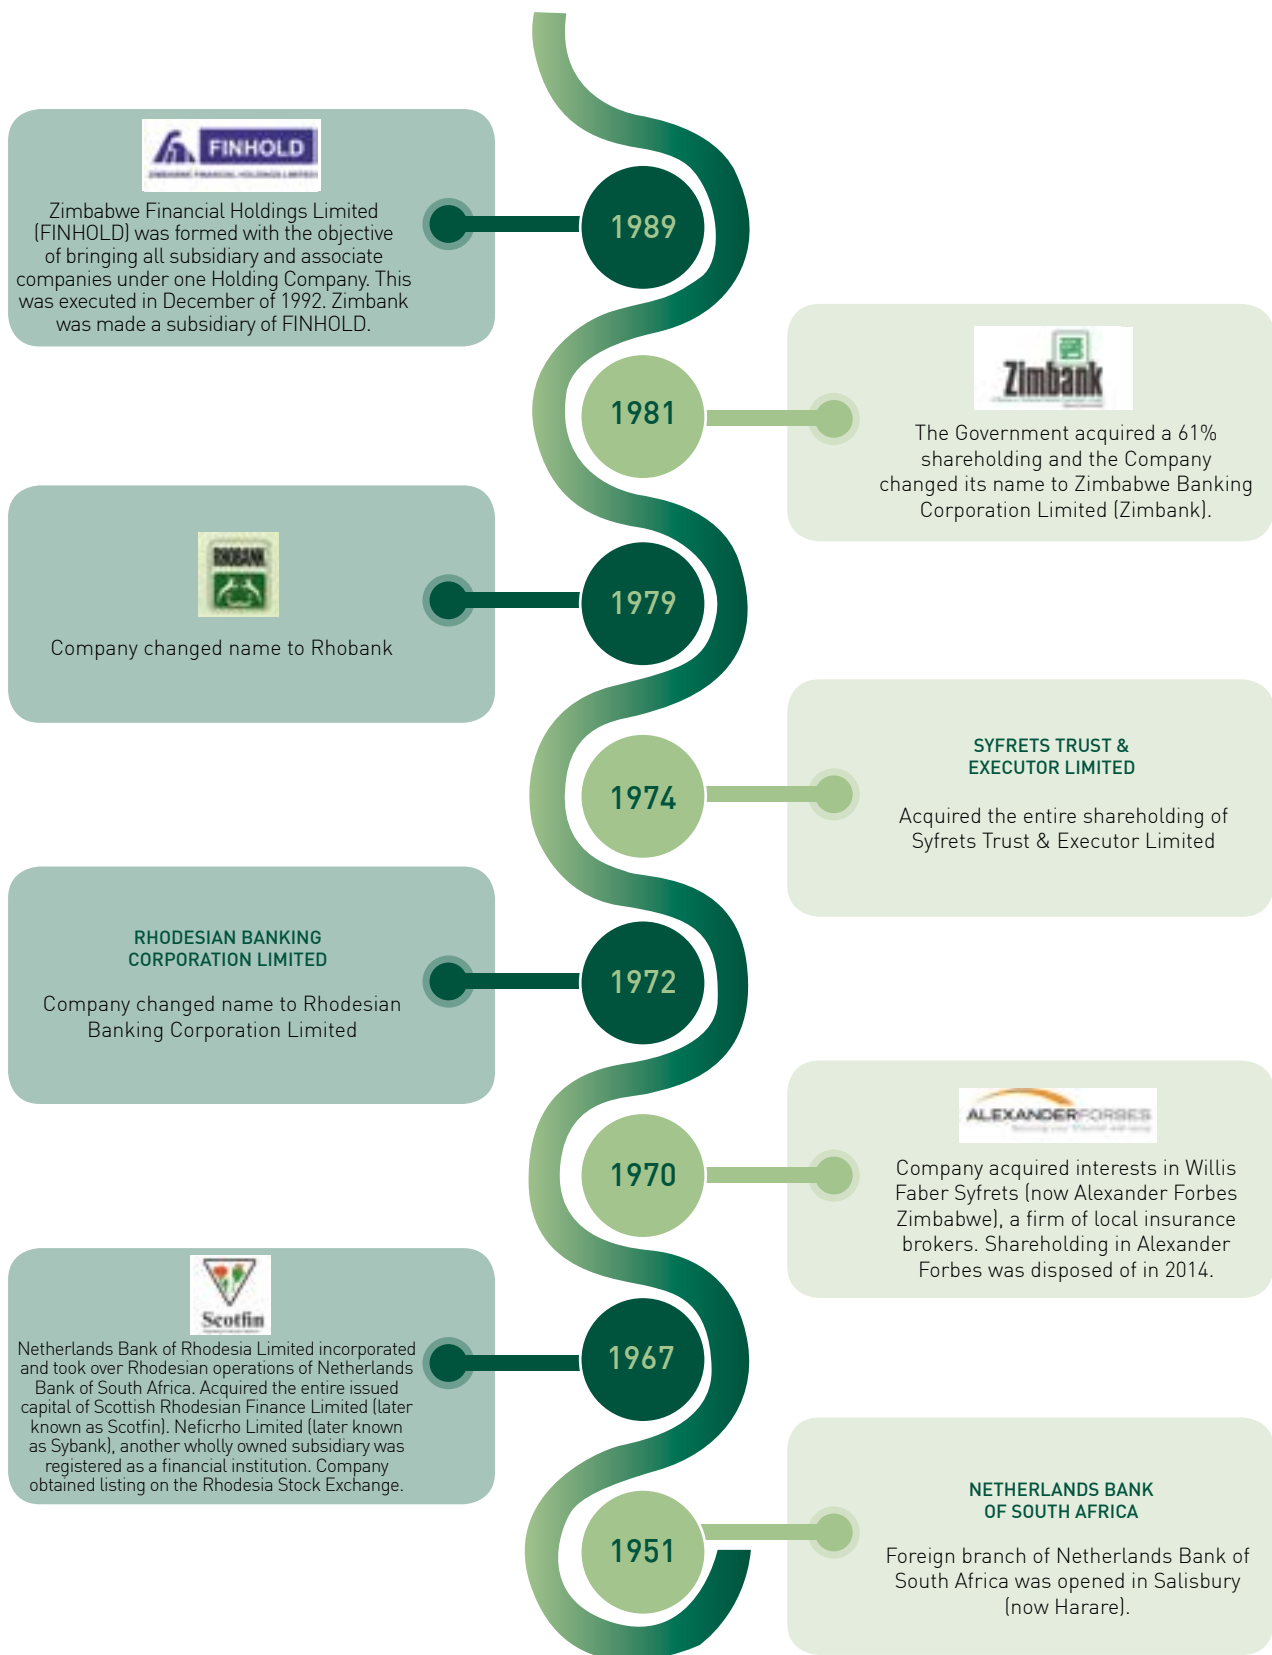 FINHOLD
ZIMBABWE FINANCIAL HOLDINGS LIMITED
Zimbabwe Financial Holdings Limited
(FINHOLD) was formed with the objective
of bringing all subsidiary and associate
companies under one Holding Company. This
was executed in December of 1992. Zimbank
was made a subsidiary of FINHOLD.
1989
1981
Zimbank
The Government acquired a 61%
shareholding and the Company
changed its name to Zimbabwe Banking
Corporation Limited (Zimbank).
RHOBANK
Company changed name to Rhobank
1979
1974
SYFRETS TRUST &
EXECUTOR LIMITED
Acquired the entire shareholding of
Syfrets Trust & Executor Limited
RHODESIAN BANKING
CORPORATION LIMITED
Company changed name to Rhodesian
Banking Corporation Limited
1972
1970
ALEXANDERFORBES
Company acquired interests in Willis
Faber Syfrets (now Alexander Forbes
Zimbabwe), a firm of local insurance
brokers. Shareholding in Alexander
Forbes was disposed of in 2014.
Scotfin
Netherlands Bank of Rhodesia Limited incorporated
and took over Rhodesian operations of Netherlands
Bank of South Africa. Acquired the entire issued
capital of Scottish Rhodesian Finance Limited (later
known as Scotfin). Neficrho Limited (later known
as Sybank), another wholly owned subsidiary was
registered as a financial institution. Company
obtained listing on the Rhodesia Stock Exchange.
1967
1951
NETHERLANDS BANK
OF SOUTH AFRICA
Foreign branch of Netherlands Bank of
South Africa was opened in Salisbury
(now Harare).